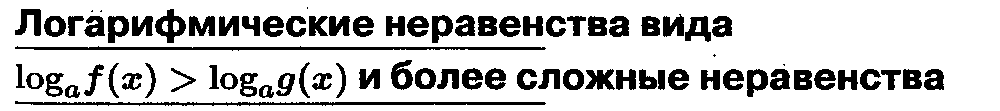 Логарифмические неравенства вида
logₐf(x) > logₐg(x) и более сложные неравенства